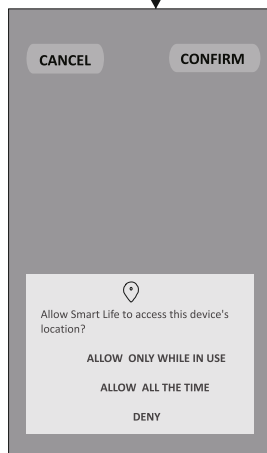 CANCEL CONFIRM
Allow Smart Life to access this device's
location?
ALLOW ONLY WHILE IN USE
ALLOW ALL THE TIME
DENY